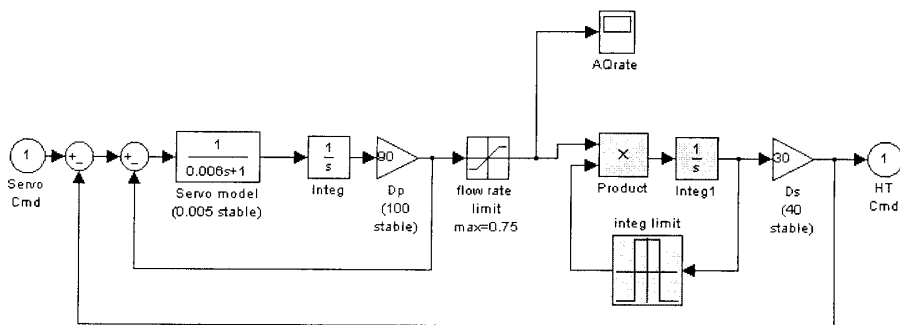 AQrate
1
Servo
Cmd
+
-
+
-
1
0.006s+1
Servo model
(0.005 stable)
1
s
Integ
90
Dp
(100
stable)
flow rate
limit
max=0.75
×
Product
1
s
Integ1
integ limit
30
Ds
(40
stable)
1
HT
Cmd